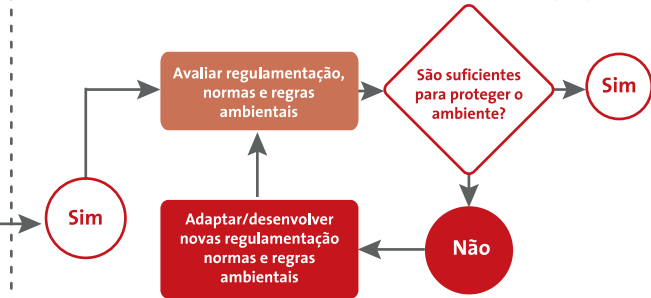 Avaliar regulamentação,
normas e regras
ambientais
São suficientes
para proteger o
ambiente?
Sim
Sim
Adaptar/desenvolver
novas regulamentação
normas e regras
ambientais
Não